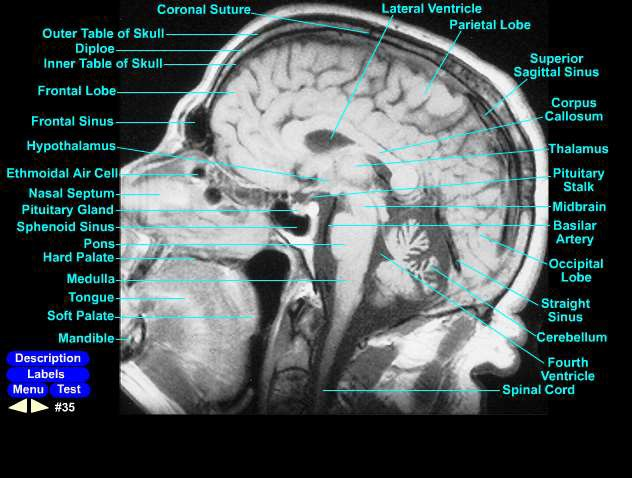 Coronal Suture
Outer Table of Skull
Diploe
Inner Table of Skull
Frontal Lobe
Frontal Sinus
Hypothalamus
Ethmoidal Air Cell
Nasal Septum
Pituitary Gland
Sphenoid Sinus
Pons
Hard Palate
Medulla
Tongue
Soft Palate
Mandible
Description
Labels
Menu Test
#35
Lateral Ventricle
Parietal Lobe
Superior
Sagittal Sinus
Corpus
Callosum
Thalamus
Pituitary
Stalk
Midbrain
Basilar
Artery
Occipital
Lobe
Straight
Sinus
Cerebellum
Fourth
Ventricle
Spinal Cord